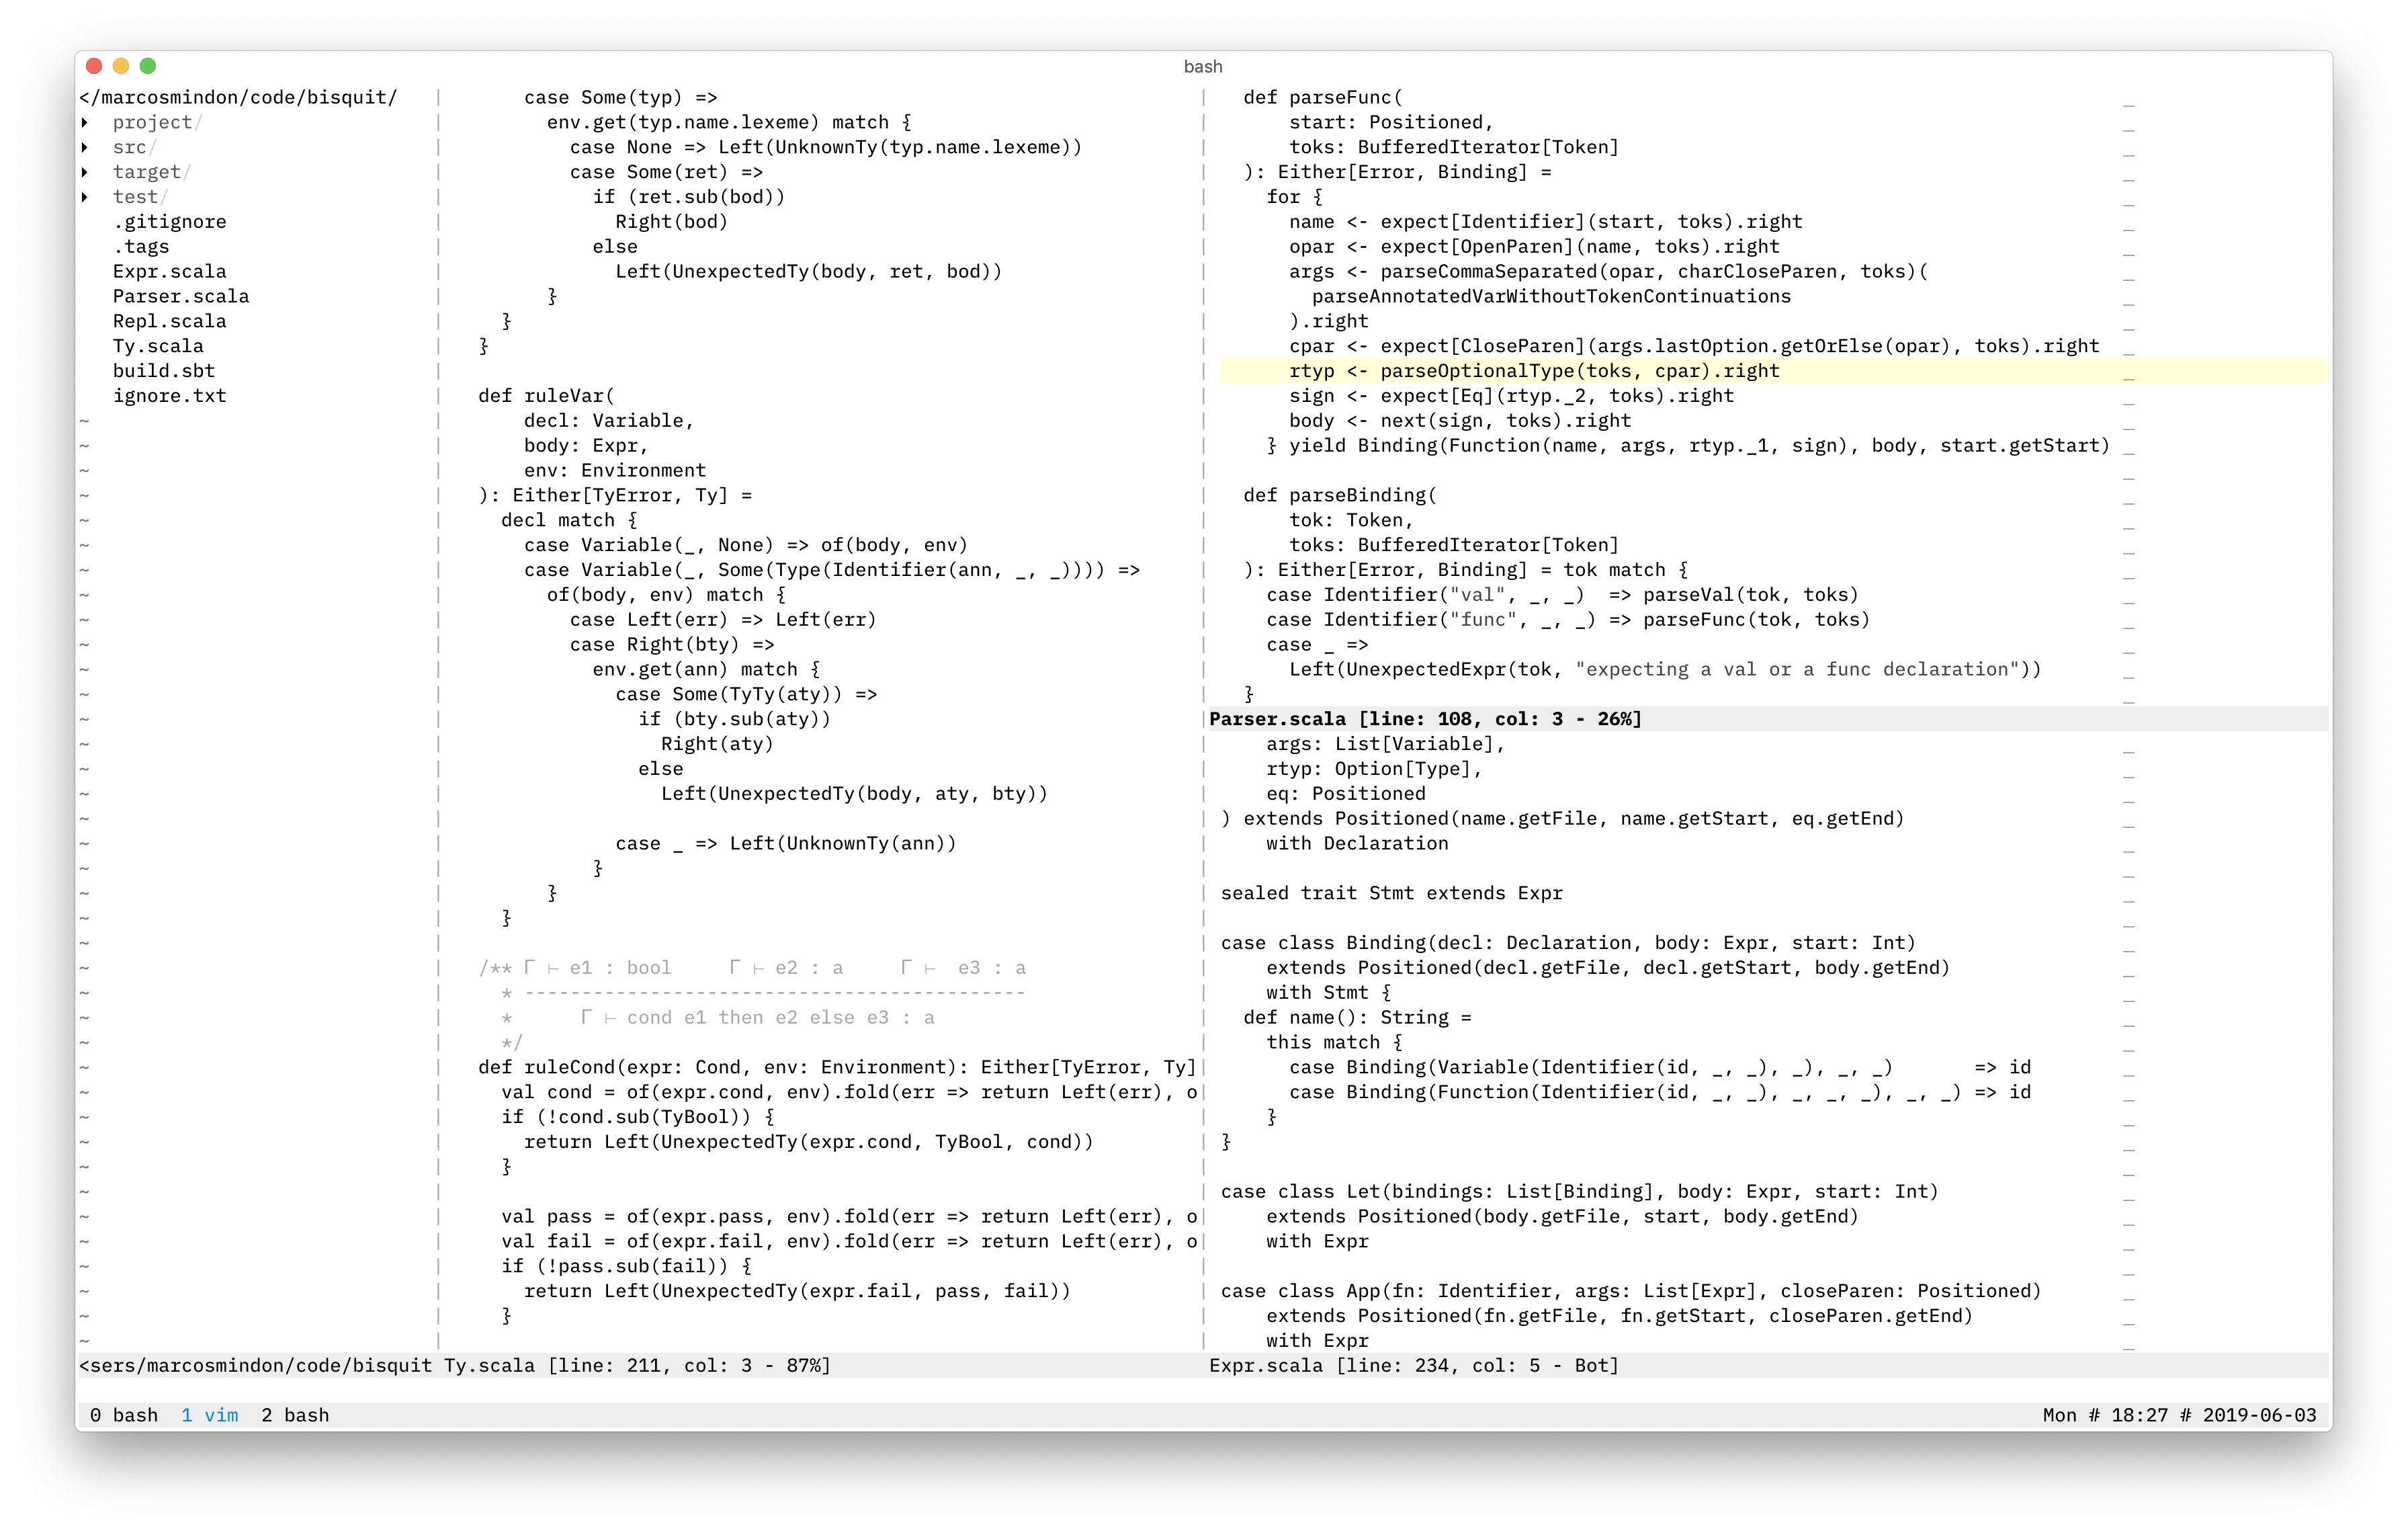 bash
</marcosmindon/code/bisquit/
▸ project/
▸ src/
▸ target/
▸ test/
.gitignore
.tags
Expr.scala
Parser.scala
Repl.scala
Ty.scala
build.sbt
ignore.txt
case Some(typ) =>
env.get(typ.name.lexeme) match {
case None => Left(UnknownTy(typ.name.lexeme))
case Some(ret) =>
if (ret.sub(bod))
Right(bod)
else
Left(UnexpectedTy(body, ret, bod))
}
}
}
def ruleVar(
decl: Variable,
body: Expr,
env: Environment
): Either[TyError, Ty] =
decl match {
case Variable(_, None) => of(body, env)
case Variable(_, Some(Type(Identifier(ann, _, _)))) =>
of(body, env) match {
case Left(err) => Left(err)
case Right(bty) =>
env.get(ann) match {
case Some(TyTy(aty)) =>
if (bty.sub(aty))
Right(aty)
else
Left(UnexpectedTy(body, aty, bty))
case _ => Left(UnknownTy(ann))
}
}
}
/** Γ ⊢ e1 : bool     Γ ⊢ e2 : a     Γ ⊢  e3 : a
* --------------------------------------------
*      Γ ⊢ cond e1 then e2 else e3 : a
*/
def ruleCond(expr: Cond, env: Environment): Either[TyError, Ty]
val cond = of(expr.cond, env).fold(err => return Left(err), o
if (!cond.sub(TyBool)) {
return Left(UnexpectedTy(expr.cond, TyBool, cond))
}
val pass = of(expr.pass, env).fold(err => return Left(err), o
val fail = of(expr.fail, env).fold(err => return Left(err), o
if (!pass.sub(fail)) {
return Left(UnexpectedTy(expr.fail, pass, fail))
}
def parseFunc(
start: Positioned,
toks: BufferedIterator[Token]
): Either[Error, Binding] =
for {
name <- expect[Identifier](start, toks).right
opar <- expect[OpenParen](name, toks).right
args <- parseCommaSeparated(opar, charCloseParen, toks)(
parseAnnotatedVarWithoutTokenContinuations
).right
cpar <- expect[CloseParen](args.lastOption.getOrElse(opar), toks).right
rtyp <- parseOptionalType(toks, cpar).right
sign <- expect[Eq](rtyp._2, toks).right
body <- next(sign, toks).right
} yield Binding(Function(name, args, rtyp._1, sign), body, start.getStart)
def parseBinding(
tok: Token,
toks: BufferedIterator[Token]
): Either[Error, Binding] = tok match {
case Identifier("val", _, _)  => parseVal(tok, toks)
case Identifier("func", _, _) => parseFunc(tok, toks)
case _ =>
Left(UnexpectedExpr(tok, "expecting a val or a func declaration"))
}
Parser.scala [line: 108, col: 3 - 26%]
args: List[Variable],
rtyp: Option[Type],
eq: Positioned
) extends Positioned(name.getFile, name.getStart, eq.getEnd)
with Declaration
sealed trait Stmt extends Expr
case class Binding(decl: Declaration, body: Expr, start: Int)
extends Positioned(decl.getFile, decl.getStart, body.getEnd)
with Stmt {
def name(): String =
this match {
case Binding(Variable(Identifier(id, _, _), _), _, _)       => id
case Binding(Function(Identifier(id, _, _), _, _, _), _, _) => id
}
}
case class Let(bindings: List[Binding], body: Expr, start: Int)
extends Positioned(body.getFile, start, body.getEnd)
with Expr
case class App(fn: Identifier, args: List[Expr], closeParen: Positioned)
extends Positioned(fn.getFile, fn.getStart, closeParen.getEnd)
with Expr
<sers/marcosmindon/code/bisquit Ty.scala [line: 211, col: 3 - 87%]
Expr.scala [line: 234, col: 5 - Bot]
0 bash  1 vim  2 bash
Mon # 18:27 # 2019-06-03